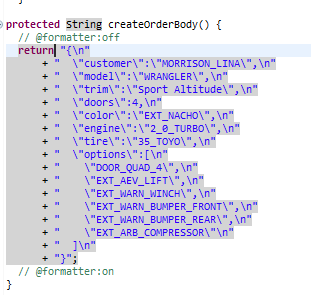 }
protected String createOrderBody() {
  // @formatter:off
  return "{\n"
      + "  \"customer\":\"MORRISON_LINA\",\n"
      + "  \"model\":\"WRANGLER\",\n"
      + "  \"trim\":\"Sport Altitude\",\n"
      + "  \"doors\":4,\n"
      + "  \"color\":\"EXT_NACHO\",\n"
      + "  \"engine\":\"2_0_TURBO\",\n"
      + "  \"tire\":\"35_TOYO\",\n"
      + "  \"options\":[\n"
      + "    \"DOOR_QUAD_4\",\n"
      + "    \"EXT_AEV_LIFT\",\n"
      + "    \"EXT_WARN_WINCH\",\n"
      + "    \"EXT_WARN_BUMPER_FRONT\",\n"
      + "    \"EXT_WARN_BUMPER_REAR\",\n"
      + "    \"EXT_ARB_COMPRESSOR\"\n"
      + "  ]\n"
      + "}";
  // @formatter:on
}